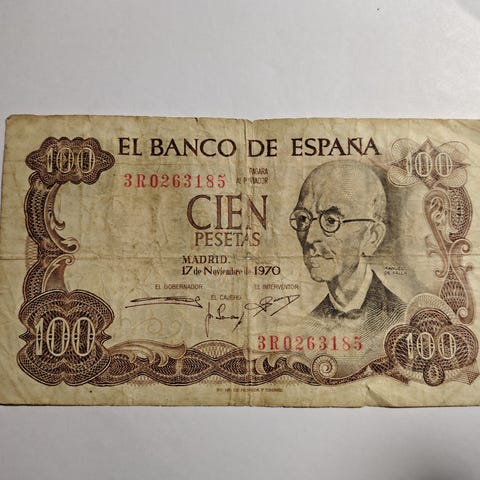 100
100
EL BANCO DE ESPAÑA
3R0263185
PAGARA
AL PORTADOR
CIEN
PESETAS
MADRID.
17 de Noviembre de 1970
MANUEL
DE FALLA
EL GOBERNADOR
EL INTERVENTOR
EL CAJERO
3R0263185
100
100